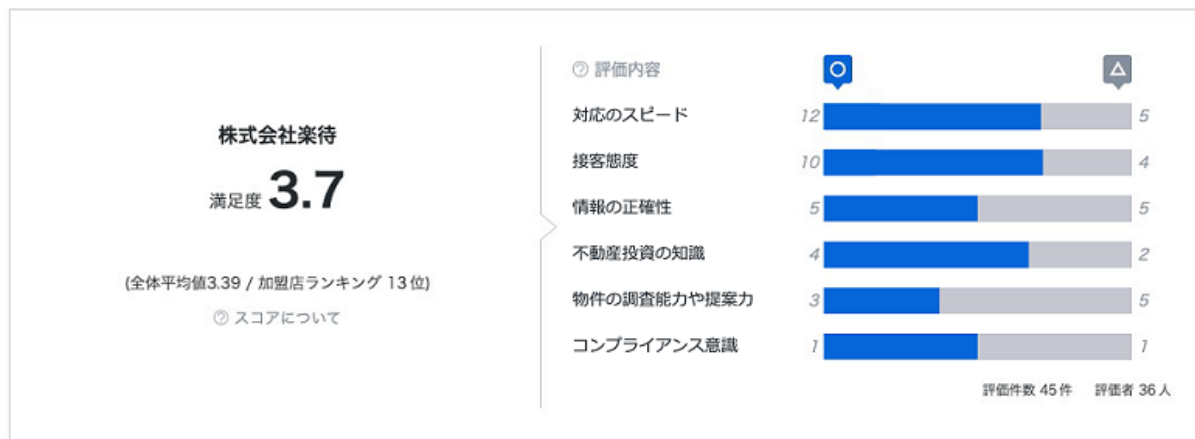 株式会社楽待
満足度 3.7
(全体平均値3.39 / 加盟店ランキング 13位)
? スコアについて
? 評価内容
対応のスピード 12 5
接客態度 10 4
情報の正確性 5 5
不動産投資の知識 4 2
物件の調査能力や提案力 3 5
コンプライアンス意識 1 1
評価件数 45件 評価者 36人